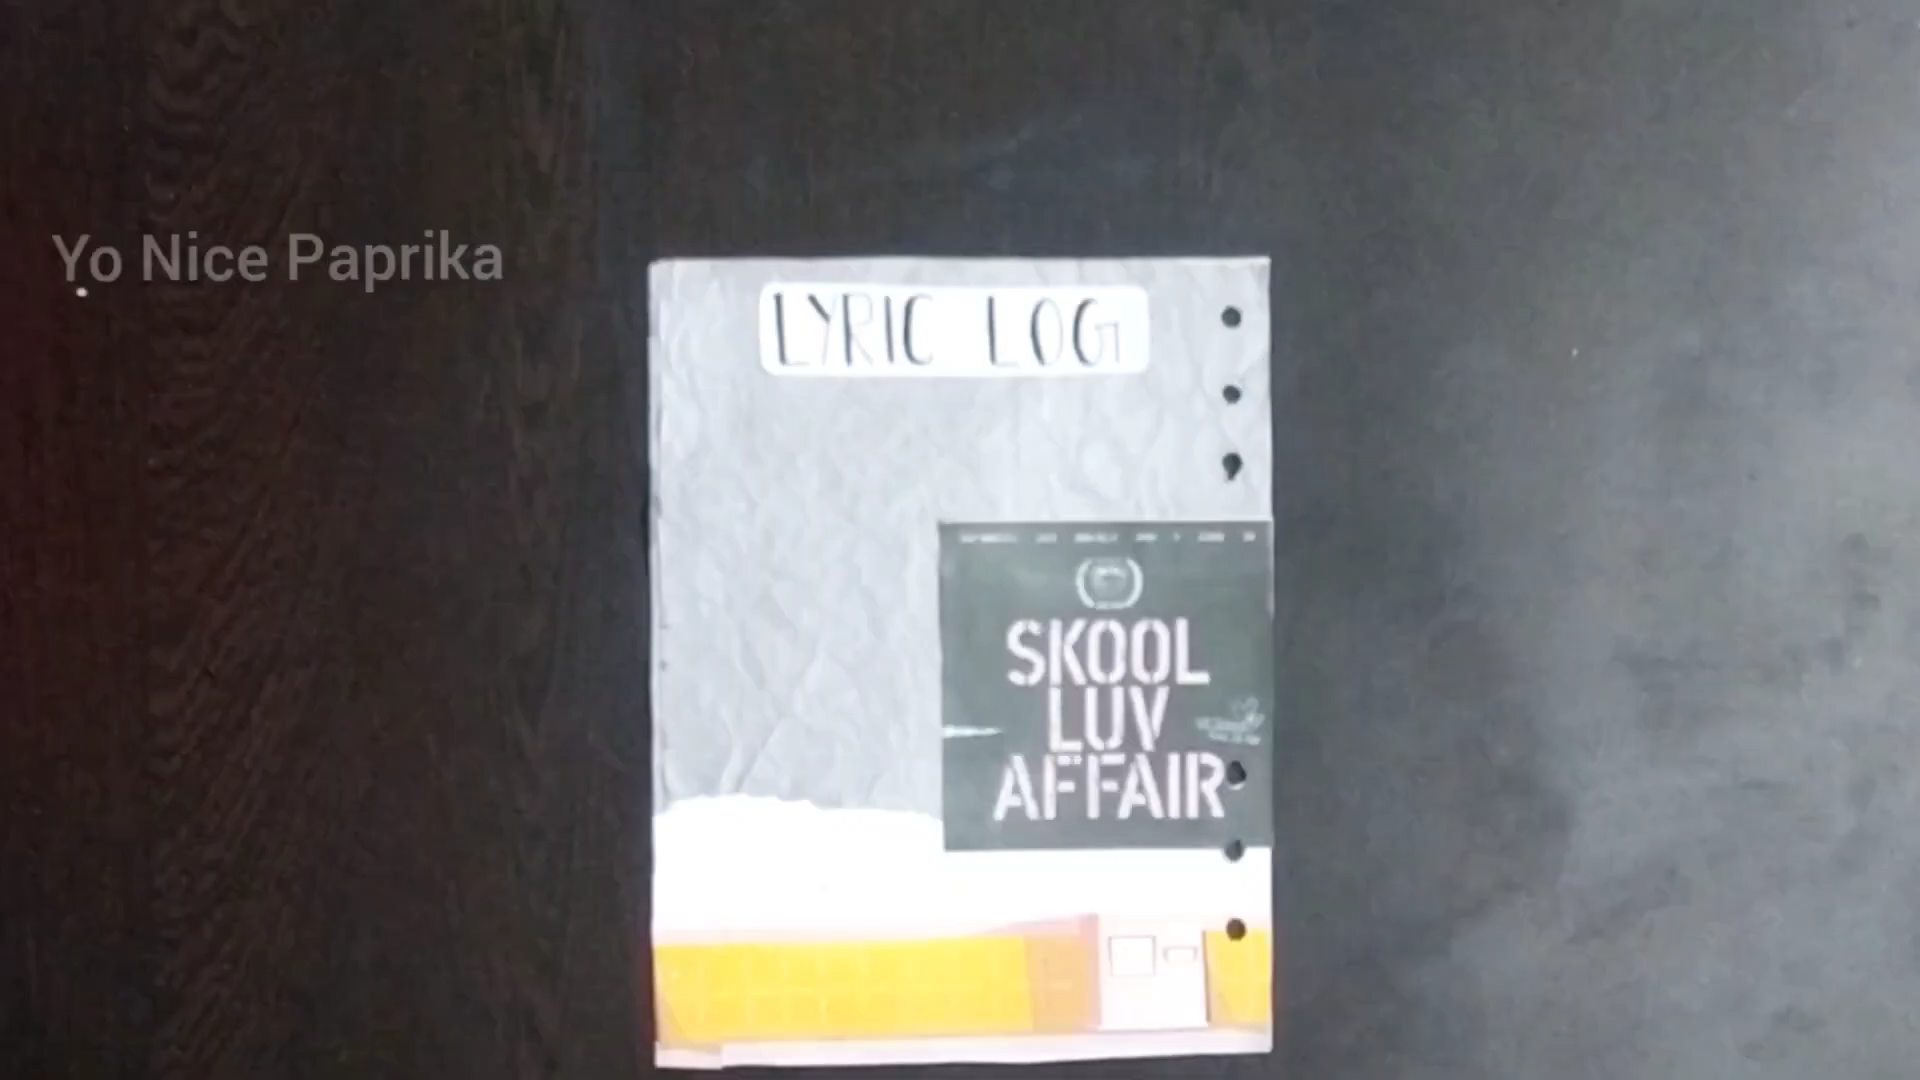 Yo Nice Paprika
LYRIC LOG
SKOOL
LUV
AFFAIR